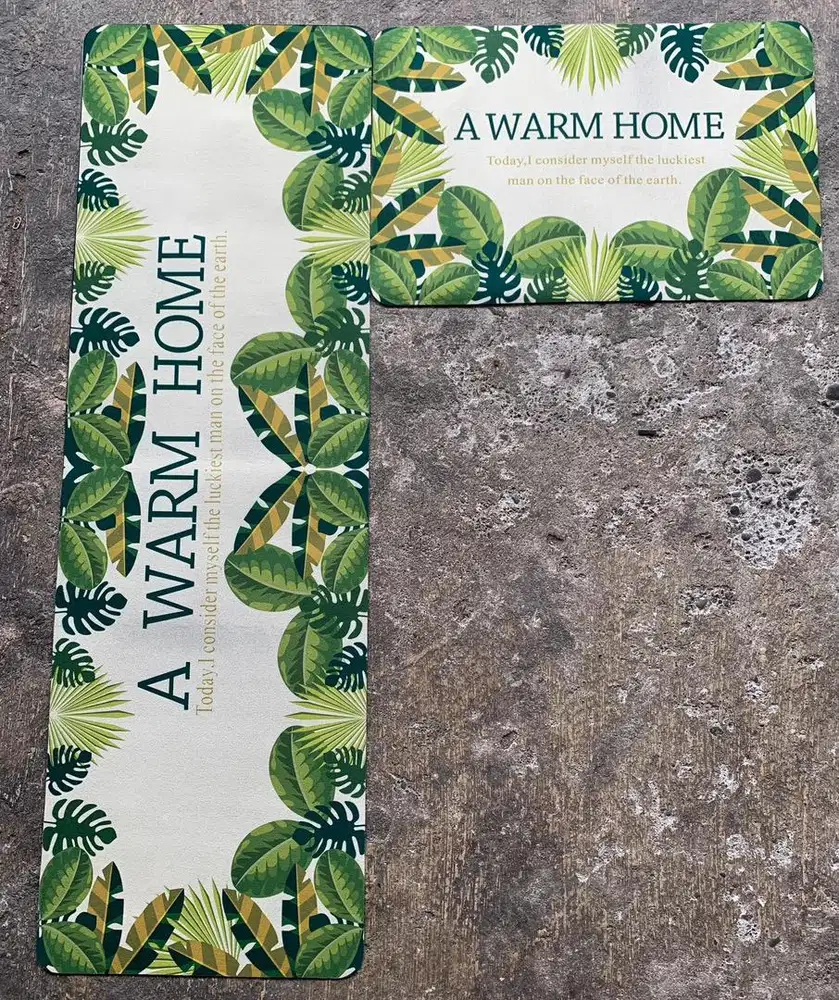 A WARM HOME
Today,I consider myself the luckiest man on the face of the earth.
A WARM HOME
Today,I consider myself the luckiest
man on the face of the earth.